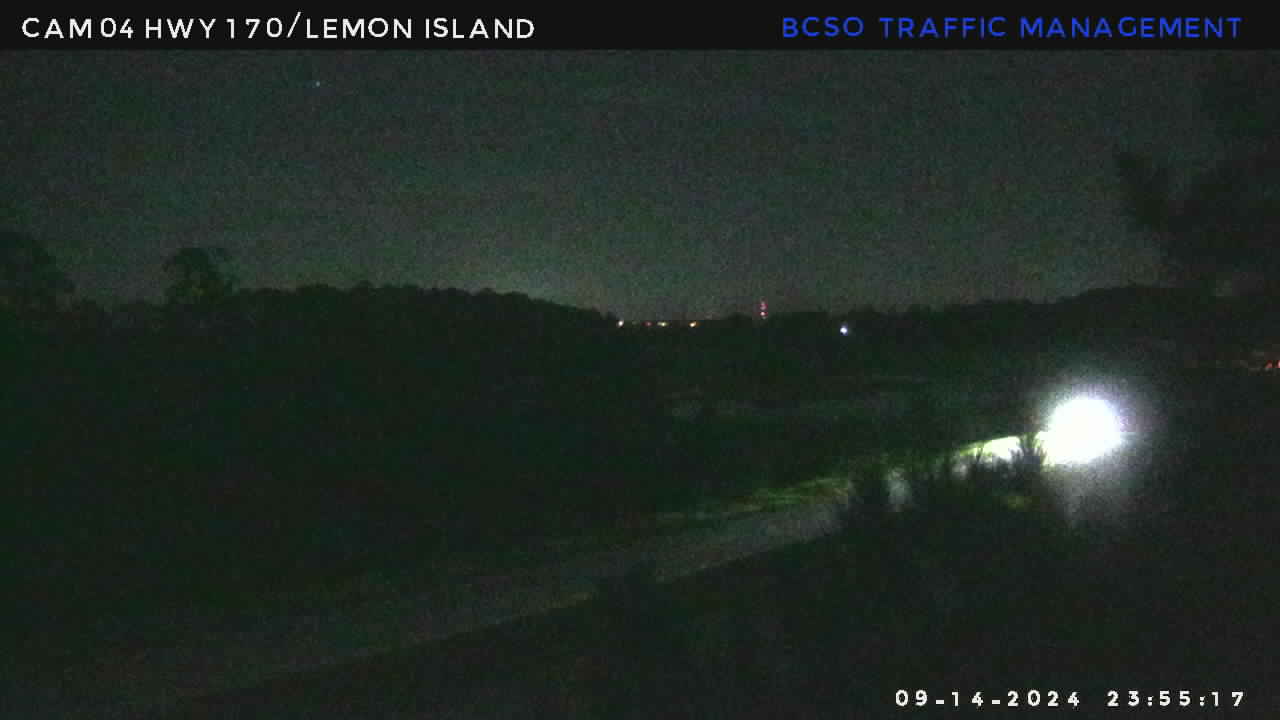 CAM04 HWY 170/LEMON ISLAND
BCSO TRAFFIC MANAGEMENT
09-14-2024 23:55:17